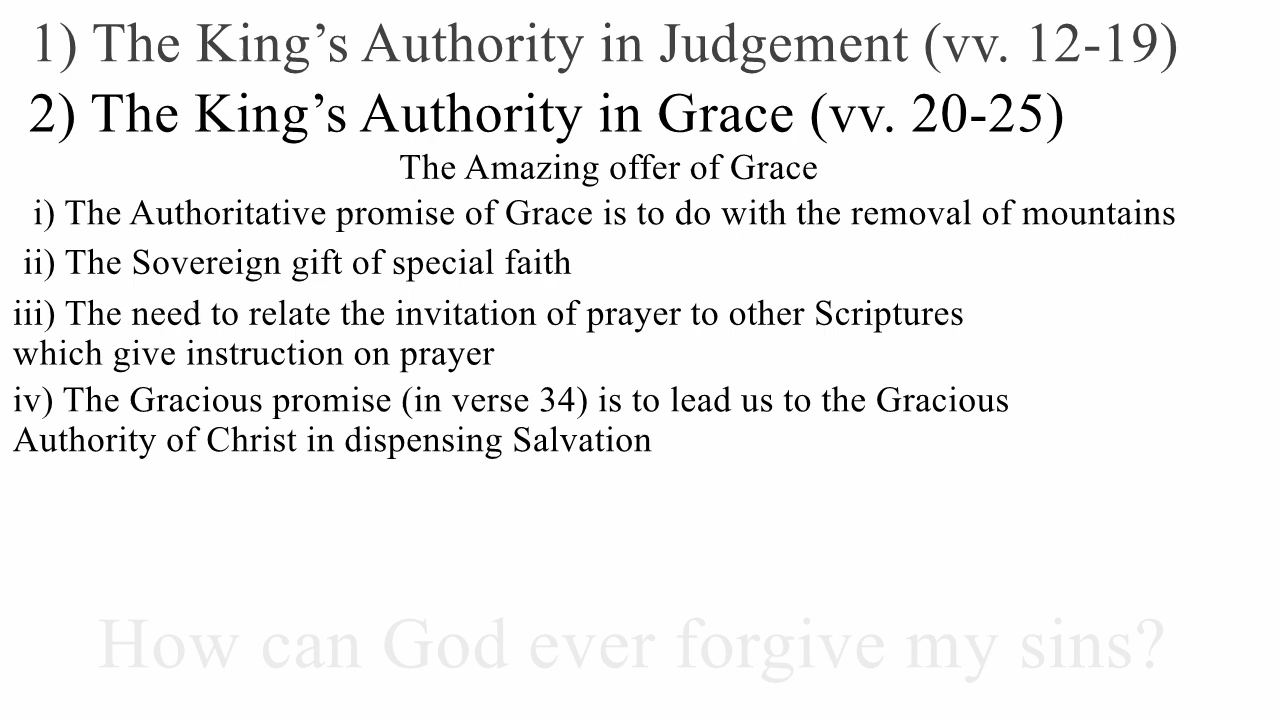 1) The King’s Authority in Judgement (vv. 12-19)
2) The King’s Authority in Grace (vv. 20-25)
The Amazing offer of Grace
i) The Authoritative promise of Grace is to do with the removal of mountains
ii) The Sovereign gift of special faith
iii) The need to relate the invitation of prayer to other Scriptures
which give instruction on prayer
iv) The Gracious promise (in verse 34) is to lead us to the Gracious
Authority of Christ in dispensing Salvation
How can God ever forgive my sins?